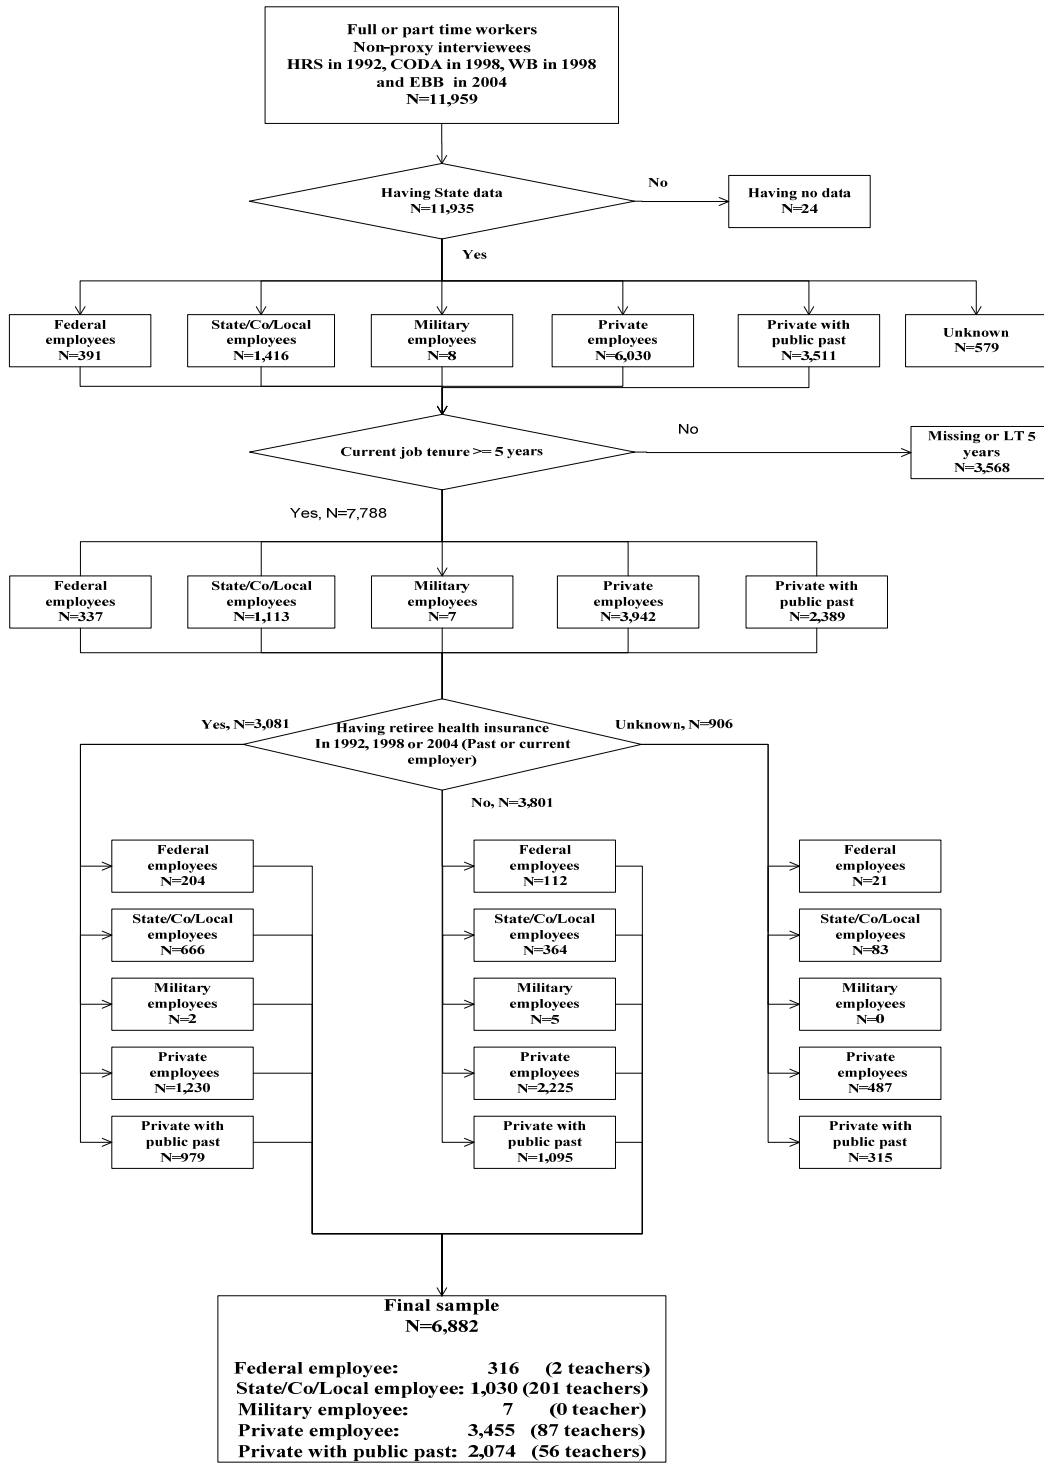 Full or part time workers
Non-proxy interviewees
HRS in 1992, CODA in 1998, WB in 1998
and EBB in 2004
N=11,959
Having State data
N=11,935
No
Having no data
N=24
Yes
Federal
employees
N=391
State/Co/Local
employees
N=1,416
Military
employees
N=8
Private
employees
N=6,030
Private with
public past
N=3,511
Unknown
N=579
Current job tenure >= 5 years
No
Missing or LT 5
years
N=3,568
Yes, N=7,788
Federal
employees
N=337
State/Co/Local
employees
N=1,113
Military
employees
N=7
Private
employees
N=3,942
Private with
public past
N=2,389
Yes, N=3,081
Having retiree health insurance
In 1992, 1998 or 2004 (Past or current
employer)
Unknown, N=906
No, N=3,801
Federal
employees
N=204
State/Co/Local
employees
N=666
Military
employees
N=2
Private
employees
N=1,230
Private with
public past
N=979
Federal
employees
N=112
State/Co/Local
employees
N=364
Military
employees
N=5
Private
employees
N=2,225
Private with
public past
N=1,095
Federal
employees
N=21
State/Co/Local
employees
N=83
Military
employees
N=0
Private
employees
N=487
Private with
public past
N=315
Final sample
N=6,882
Federal employee: 316 (2 teachers)
State/Co/Local employee: 1,030 (201 teachers)
Military employee: 7 (0 teacher)
Private employee: 3,455 (87 teachers)
Private with public past: 2,074 (56 teachers)